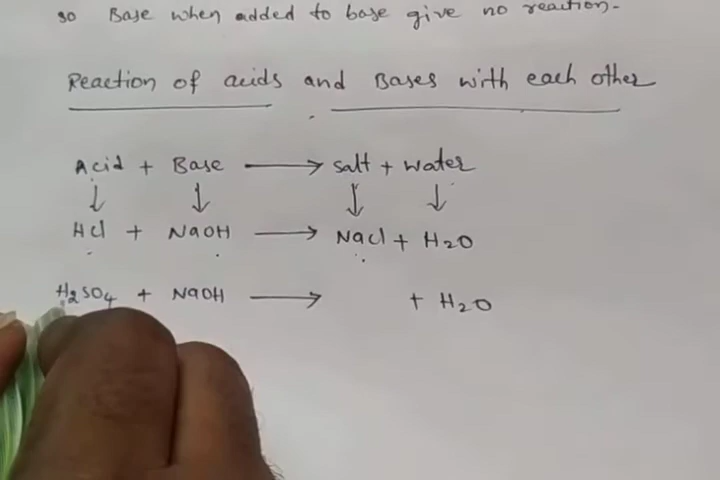 so Base when added to base give no reaction.
Reaction of acids and Bases with each other
Acid + Base ⟶ salt + water
↓ ↓ ↓ ↓
HCl + NaOH ⟶ NaCl + H₂O
H₂SO₄ + NaOH ⟶ + H₂O